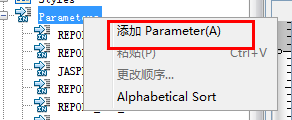 Styles
Parameters
添加 Parameter(A)
REPO
粘贴(P) Ctrl+V
REPO
更改顺序...
JASP
REPO
Alphabetical Sort
REPO